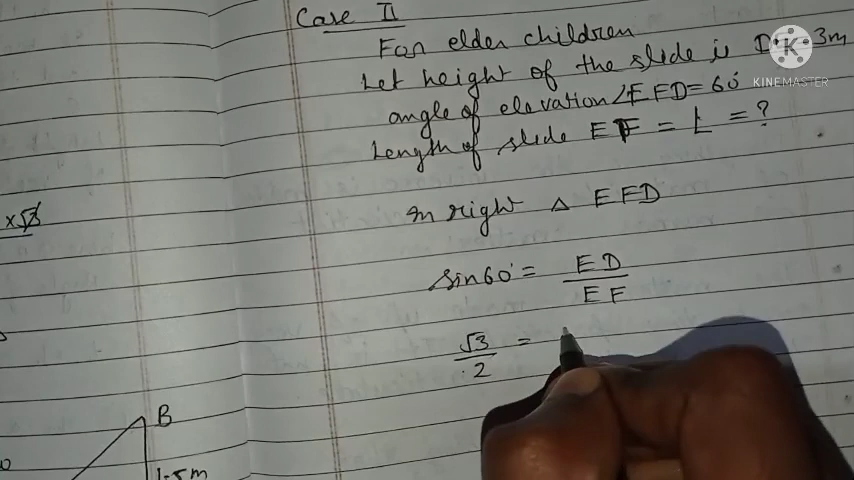 Case II
For elder children
Let height of the slide is D 3m
angle of elevation ∠EFD = 60°
Length of slide EF = L = ?
In right △ EFD
sin60° = ED / EF
√3 / 2 =
×√3
B
1.5m
K
KINEMASTER